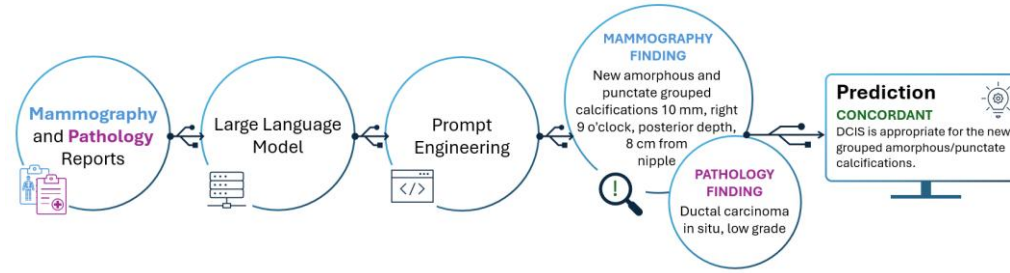 Mammography
and Pathology
Reports
Large Language
Model
</>
Prompt
Engineering
MAMMOGRAPHY
FINDING
New amorphous and
punctate grouped
calcifications 10 mm, right
9 o'clock, posterior depth,
8 cm from
nipple
!
PATHOLOGY
FINDING
Ductal carcinoma
in situ, low grade
Prediction
CONCORDANT
DCIS is appropriate for the new
grouped amorphous/punctate
calcifications.